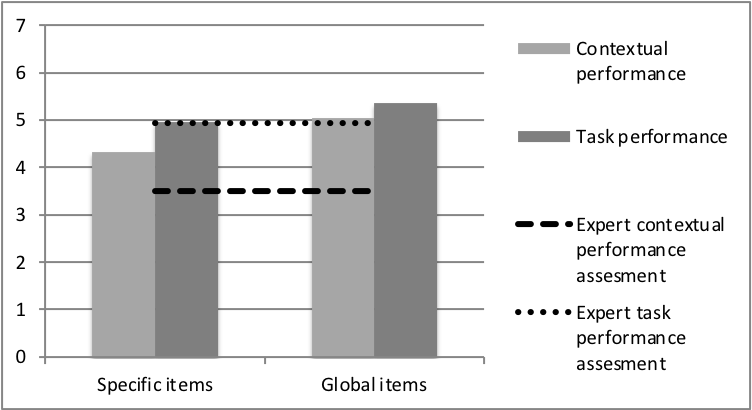 7
6
5
4
3
2
1
0
Specific items
Global items
Contextual
performance
Task performance
Expert contextual
performance
assesment
Expert task
performance
assesment